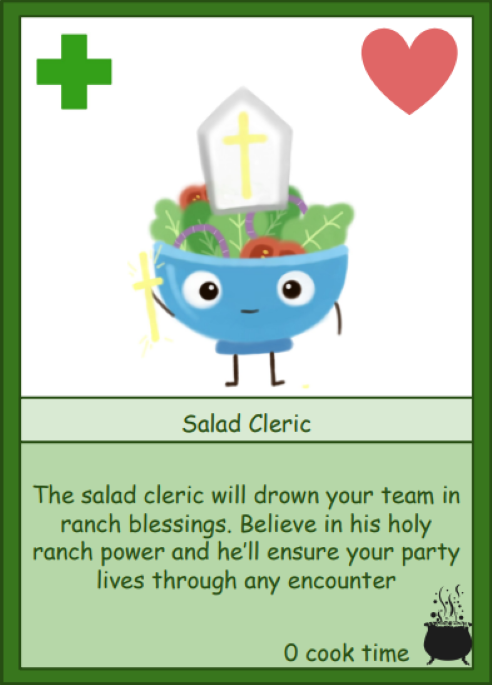 Salad Cleric
The salad cleric will drown your team in
ranch blessings. Believe in his holy
ranch power and he'll ensure your party
lives through any encounter
0 cook time